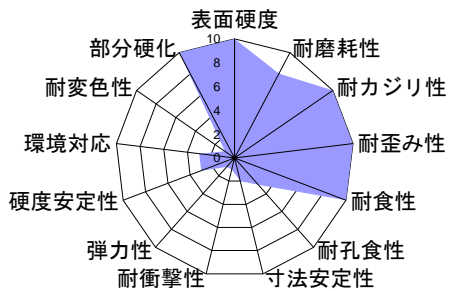 表面硬度
部分硬化
耐磨耗性
耐変色性
耐カジリ性
環境対応
耐歪み性
硬度安定性
耐食性
弾力性
耐孔食性
耐衝撃性
寸法安定性
10
8
6
4
2
0